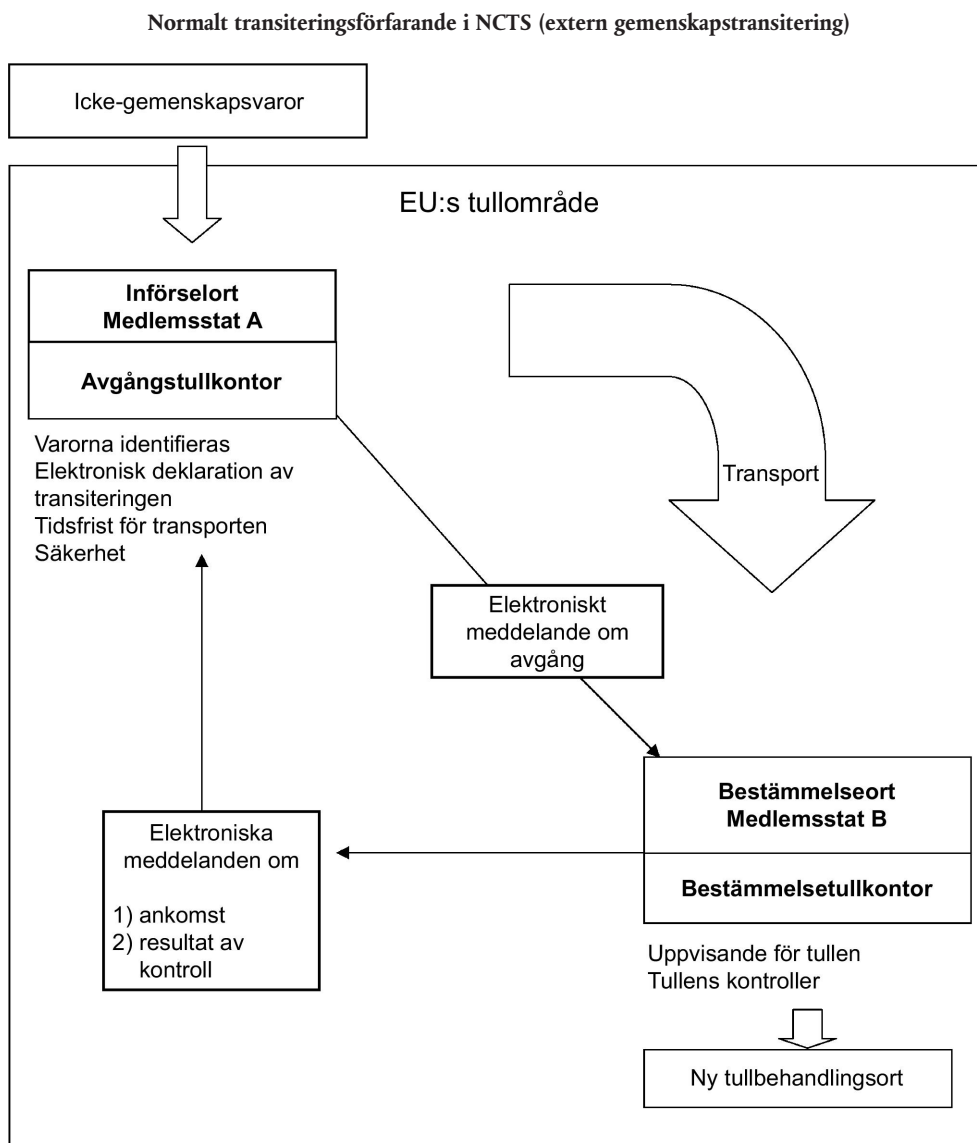 Normalt transiteringsförfarande i NCTS (extern gemenskapstransitering)
Icke-gemenskapsvaror
EU:s tullområde
Införselort
Medlemsstat A
Avgångstullkontor
Varorna identifieras
Elektronisk deklaration av
transiteringen
Tidsfrist för transporten
Säkerhet
Transport
Elektroniskt
meddelande om
avgång
Bestämmelseort
Medlemsstat B
Bestämmelsetullkontor
Elektroniska
meddelanden om
1) ankomst
2) resultat av
kontroll
Uppvisande för tullen
Tullens kontroller
Ny tullbehandlingsort